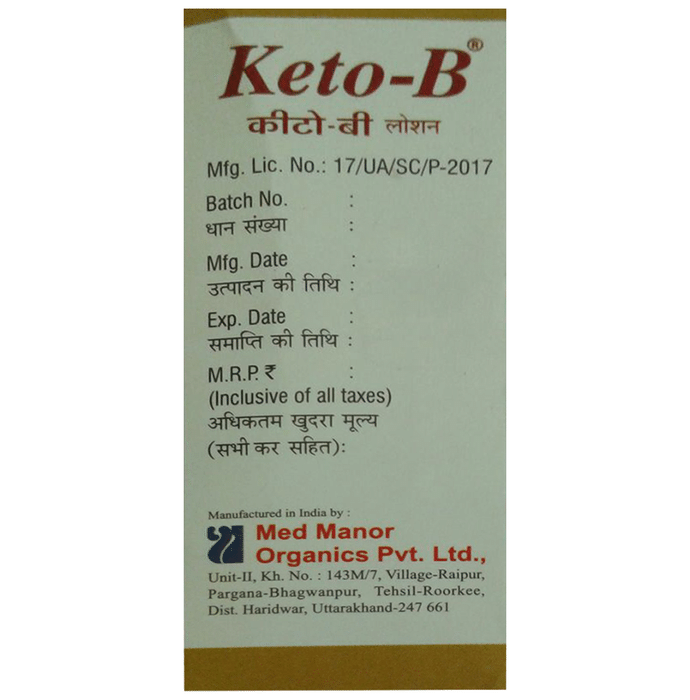 Keto-B®
कीटो-बी लोशन
Mfg. Lic. No.: 17/UA/SC/P-2017
Batch No. :
धान संख्या :
Mfg. Date :
उत्पादन की तिथि :
Exp. Date :
समाप्ति की तिथि :
M.R.P. ₹ :
(Inclusive of all taxes)
अधिकतम खुदरा मूल्य
(सभी कर सहित):
Manufactured in India by :
Med Manor
Organics Pvt. Ltd.,
Unit-II, Kh. No. : 143M/7, Village-Raipur,
Pargana-Bhagwanpur, Tehsil-Roorkee,
Dist. Haridwar, Uttarakhand-247 661